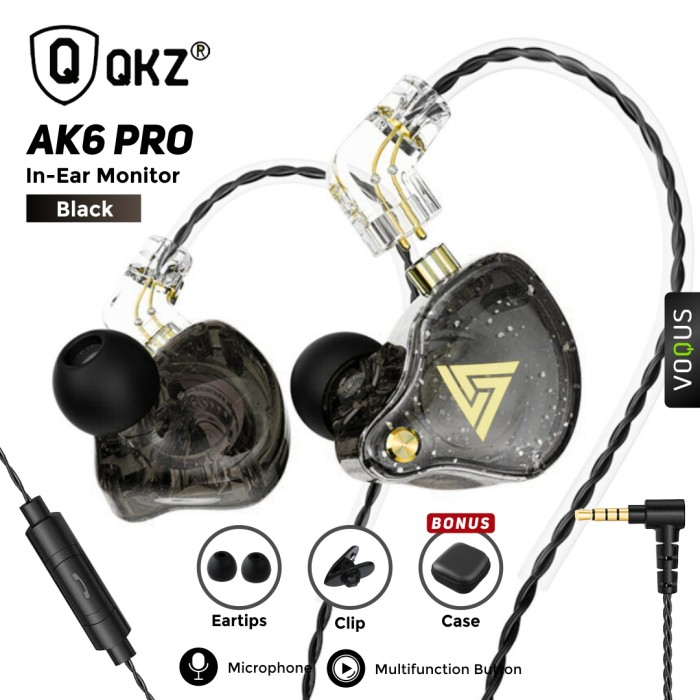 Q QKZ®
AK6 PRO
In-Ear Monitor
Black
VOQUS
BONUS
Eartips
Clip
Case
Microphone
Multifunction Button